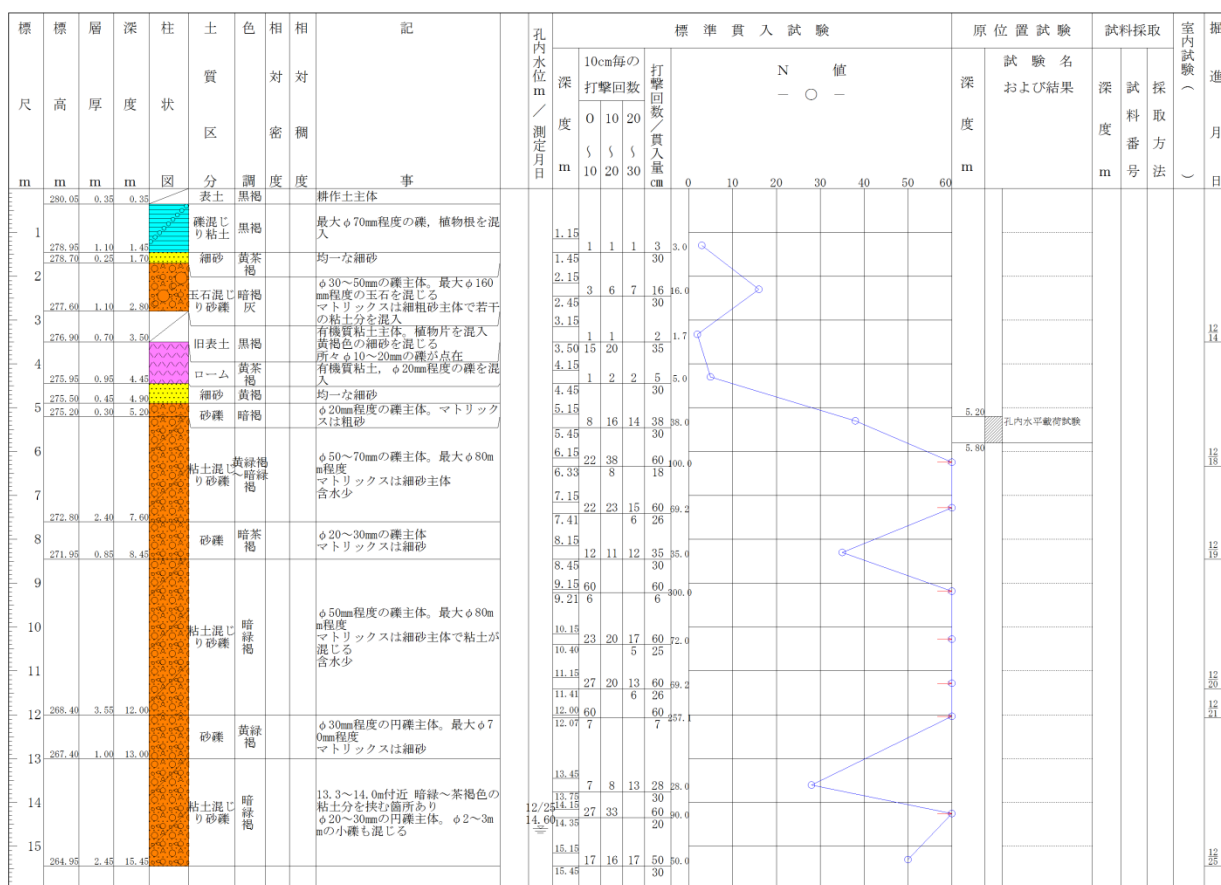 標尺 m
標高 m
層厚 m
深度 m
柱状図
土質区分
色調
相対密度
相対稠度
記事
孔内水位m/測定月日
標準貫入試験
深度 m
10cm毎の打撃回数
0〜10
10〜20
20〜30
打撃回数/貫入量 cm
N 値
─ ○ ─
0 10 20 30 40 50 60
原位置試験
深度 m
試験名および結果
試料採取
深度 m
試料番号
採取方法
室内試験( )
掘進月日
1
2
3
4
5
6
7
8
9
10
11
12
13
14
15
280.05 0.35 0.35 表土 黒褐
耕作土主体
278.95 1.10 1.45 礫混じり粘土 黒褐
最大φ70mm程度の礫, 植物根を混
入
278.70 0.25 1.70 細砂 黄茶褐
均一な細砂
277.60 1.10 2.80 玉石混じり砂礫 暗褐灰
φ30〜50mmの礫主体。最大φ160
mm程度の玉石を混じる
マトリックスは細粗砂主体で若干
の粘土分を混入
276.90 0.70 3.50 旧表土 黒褐
有機質粘土主体。植物片を混入
黄褐色の細砂を混じる
所々φ10〜20mmの礫が点在
275.95 0.95 4.45 ローム 黄茶褐
有機質粘土, φ20mm程度の礫を混
入
275.50 0.45 4.90 細砂 黄褐
均一な細砂
275.20 0.30 5.20 砂礫 暗褐
φ20mm程度の礫主体。マトリック
スは粗砂
272.80 2.40 7.60 粘土混じり砂礫 黄緑褐〜暗緑褐
φ50〜70mmの礫主体。最大φ80m
m程度
マトリックスは細砂主体
含水少
271.95 0.85 8.45 砂礫 暗茶褐
φ20〜30mmの礫主体
マトリックスは細砂
268.40 3.55 12.00 粘土混じり砂礫 暗緑褐
φ50mm程度の礫主体。最大φ80m
m程度
マトリックスは細砂主体で粘土が
混じる
含水少
267.40 1.00 13.00 砂礫 黄緑褐
φ30mm程度の円礫主体。最大φ7
0mm程度
マトリックスは細砂
264.95 2.45 15.45 粘土混じり砂礫 暗緑褐
13.3〜14.0m付近 暗緑〜茶褐色の
粘土分を挟む箇所あり
φ20〜30mmの円礫主体。φ2〜3m
mの小礫も混じる
12/25
14.60
1.15
1 1 1 3 3.0
1.45 30
2.15
3 6 7 16 16.0
2.45 30
3.15
1 1 2 1.7
3.50 15 20 35
4.15
1 2 2 5 5.0
4.45 30
5.15
8 16 14 38 38.0
5.45 30
6.15
22 38 60 100.0
6.33 8 18
7.15
22 23 15 60 69.2
7.41 6 26
8.15
12 11 12 35 35.0
8.45 30
9.15 60 60 300.0
9.21 6 6
10.15
23 20 17 60 72.0
10.40 5 25
11.15
27 20 13 60 69.2
11.41 6 26
12.00 60 60 257.1
12.07 7 7
13.45
7 8 13 28 28.0
13.75 30
14.15
27 33 60 90.0
14.35 20
15.15
17 16 17 50 50.0
15.45 30
5.20
孔内水平載荷試験
5.80
12/14
12/18
12/19
12/20
12/21
12/25